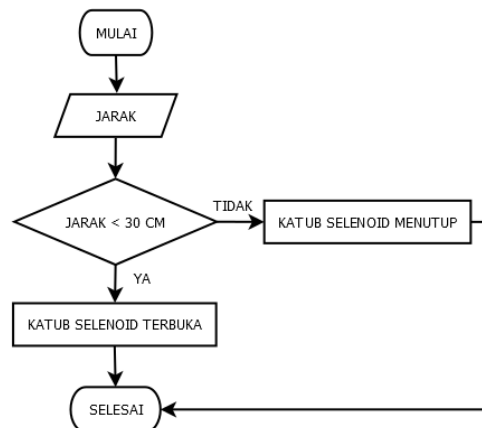 MULAI
JARAK
JARAK < 30 CM
TIDAK
KATUB SELENOID MENUTUP
YA
KATUB SELENOID TERBUKA
SELESAI